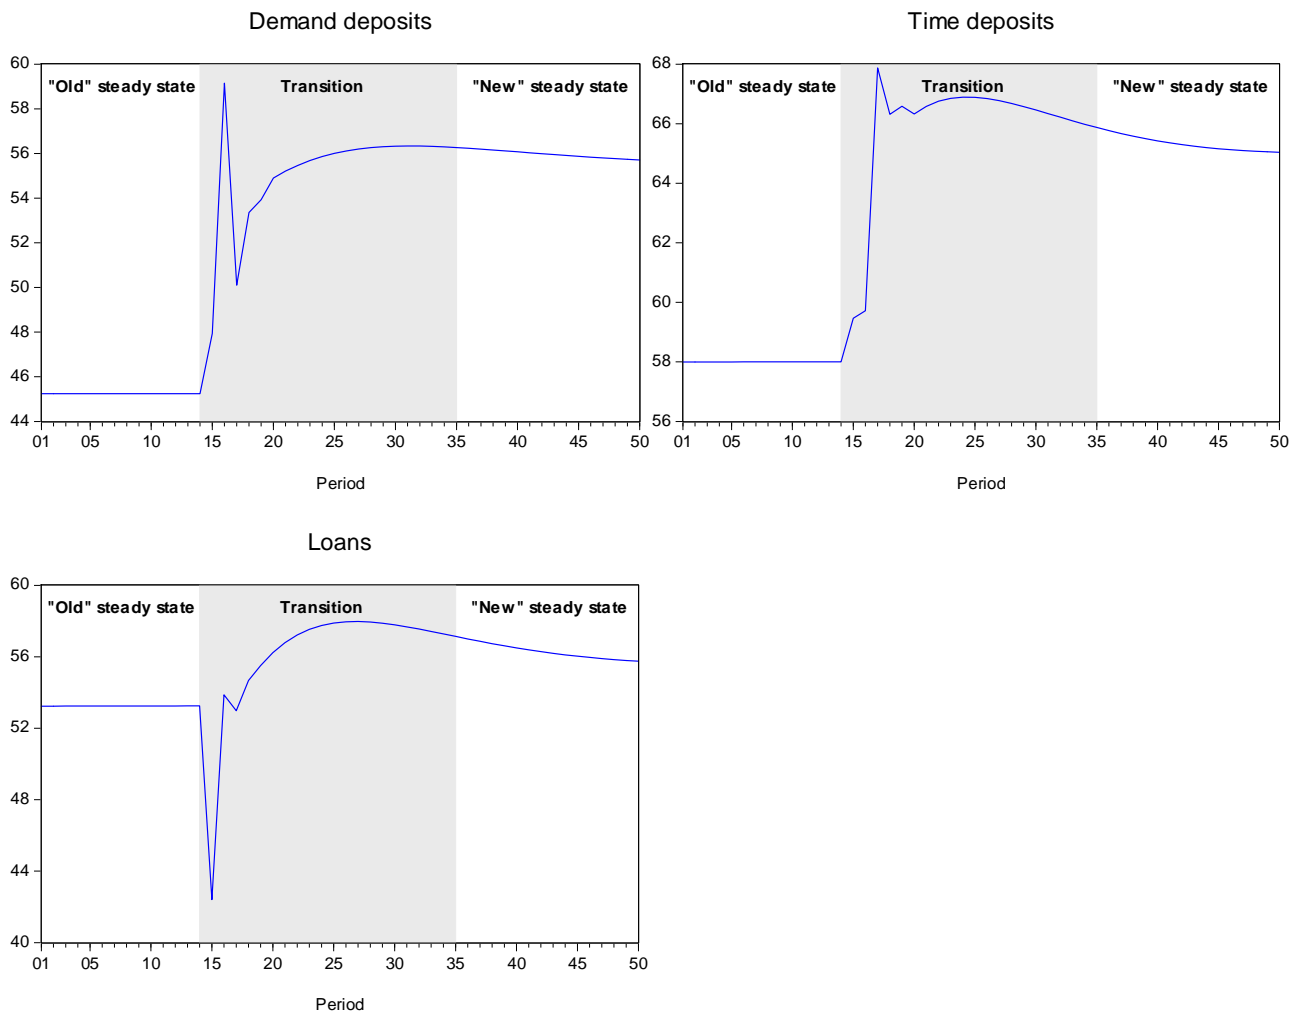 Demand deposits
60
58
56
54
52
50
48
46
44
"Old" steady state
Transition
"New" steady state
01 05 10 15 20 25 30 35 40 45 50
Period
Time deposits
68
66
64
62
60
58
56
"Old" steady state
Transition
"New" steady state
01 05 10 15 20 25 30 35 40 45 50
Period
Loans
60
56
52
48
44
40
"Old" steady state
Transition
"New" steady state
01 05 10 15 20 25 30 35 40 45 50
Period